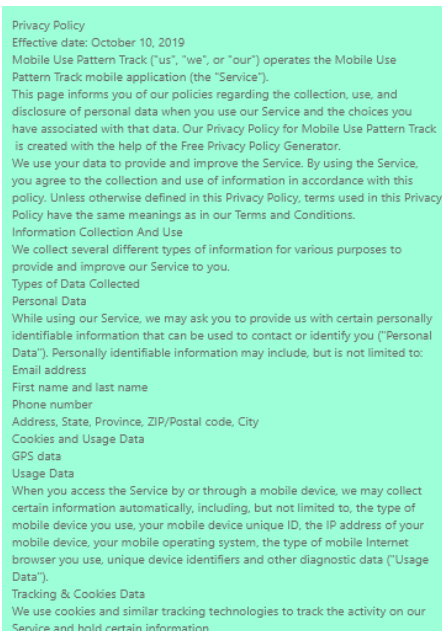 Privacy Policy
Effective date: October 10, 2019
Mobile Use Pattern Track ("us", "we", or "our") operates the Mobile Use
Pattern Track mobile application (the "Service").
This page informs you of our policies regarding the collection, use, and
disclosure of personal data when you use our Service and the choices you
have associated with that data. Our Privacy Policy for Mobile Use Pattern Track
is created with the help of the Free Privacy Policy Generator.
We use your data to provide and improve the Service. By using the Service,
you agree to the collection and use of information in accordance with this
policy. Unless otherwise defined in this Privacy Policy, terms used in this Privacy
Policy have the same meanings as in our Terms and Conditions.
Information Collection And Use
We collect several different types of information for various purposes to
provide and improve our Service to you.
Types of Data Collected
Personal Data
While using our Service, we may ask you to provide us with certain personally
identifiable information that can be used to contact or identify you ("Personal
Data"). Personally identifiable information may include, but is not limited to:
Email address
First name and last name
Phone number
Address, State, Province, ZIP/Postal code, City
Cookies and Usage Data
GPS data
Usage Data
When you access the Service by or through a mobile device, we may collect
certain information automatically, including, but not limited to, the type of
mobile device you use, your mobile device unique ID, the IP address of your
mobile device, your mobile operating system, the type of mobile Internet
browser you use, unique device identifiers and other diagnostic data ("Usage
Data").
Tracking & Cookies Data
We use cookies and similar tracking technologies to track the activity on our
Service and hold certain information